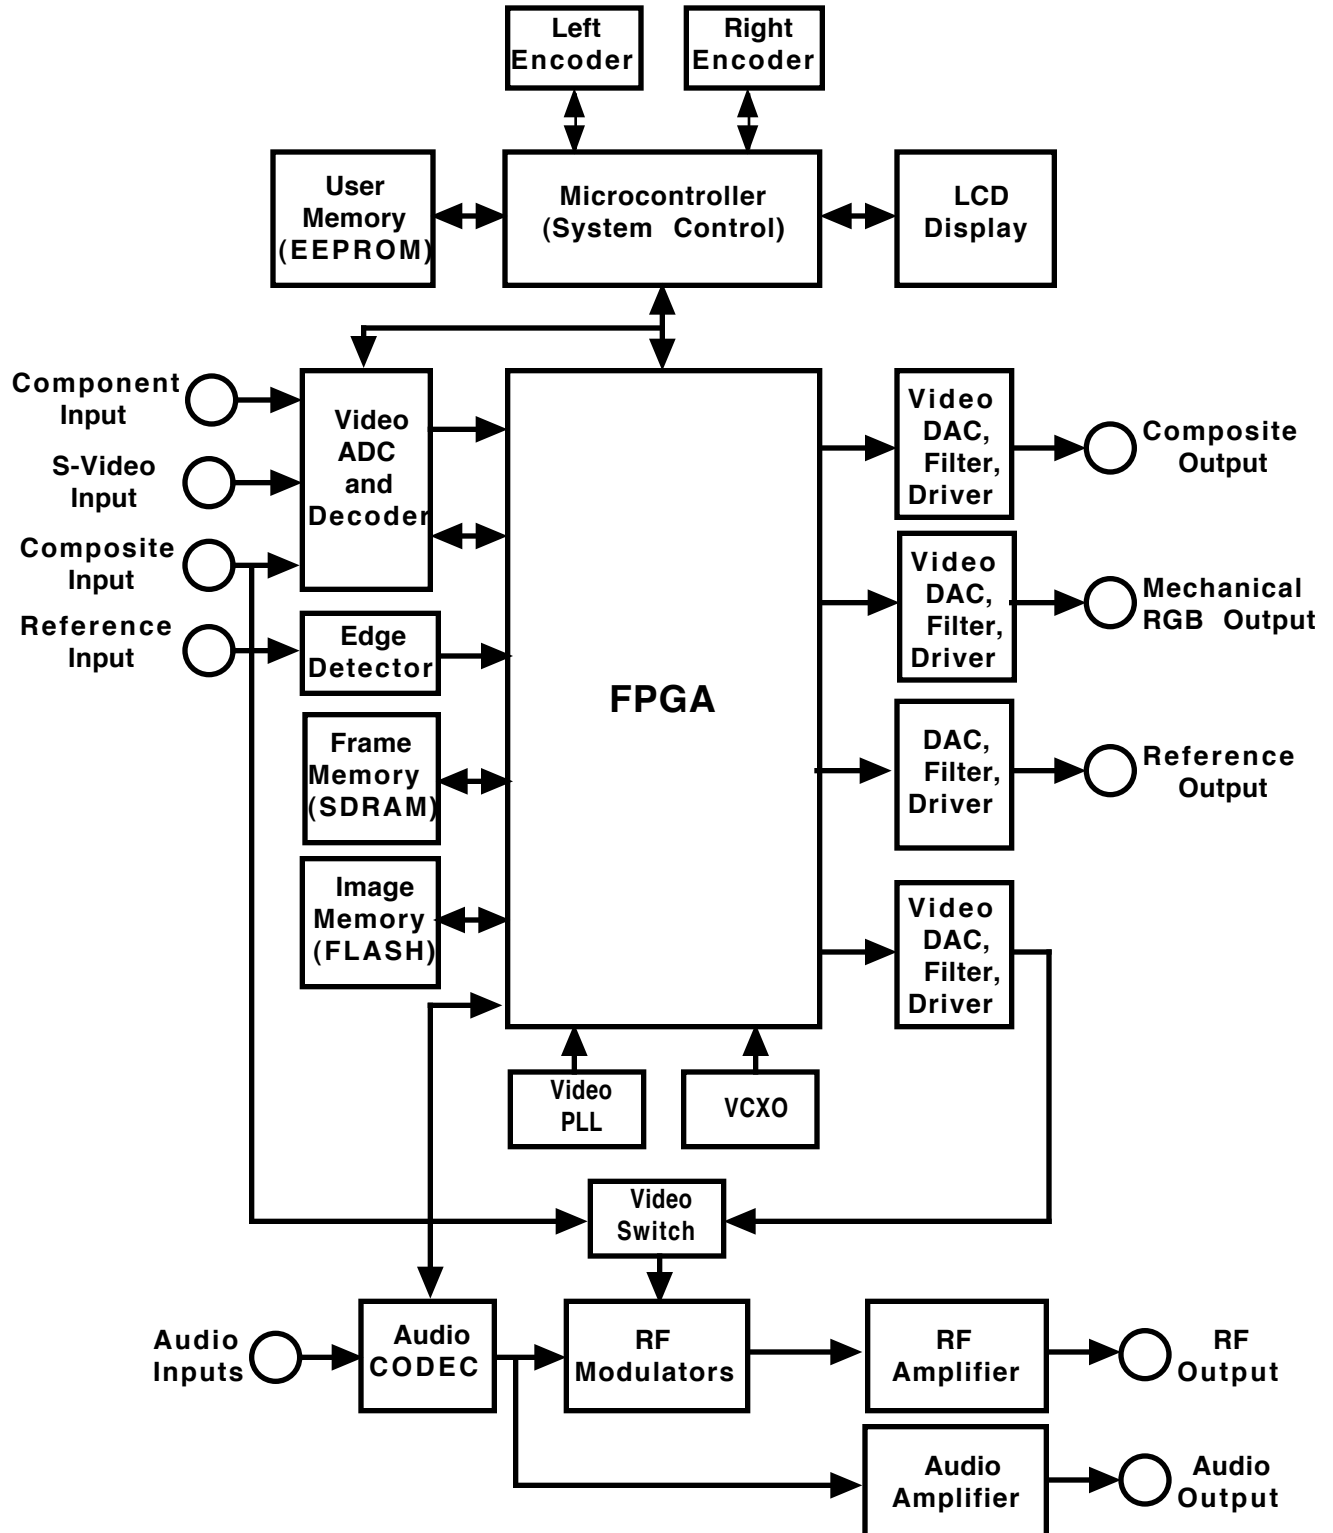 Left
Encoder
Right
Encoder
User
Memory
(EEPROM)
Microcontroller
(System Control)
LCD
Display
Component
Input
S-Video
Input
Composite
Input
Reference
Input
Video
ADC
and
Decoder
Edge
Detector
Frame
Memory
(SDRAM)
Image
Memory
(FLASH)
FPGA
Video
DAC,
Filter,
Driver
Composite
Output
Video
DAC,
Filter,
Driver
Mechanical
RGB Output
DAC,
Filter,
Driver
Reference
Output
Video
DAC,
Filter,
Driver
Video
PLL
VCXO
Video
Switch
Audio
Inputs
Audio
CODEC
RF
Modulators
RF
Amplifier
RF
Output
Audio
Amplifier
Audio
Output